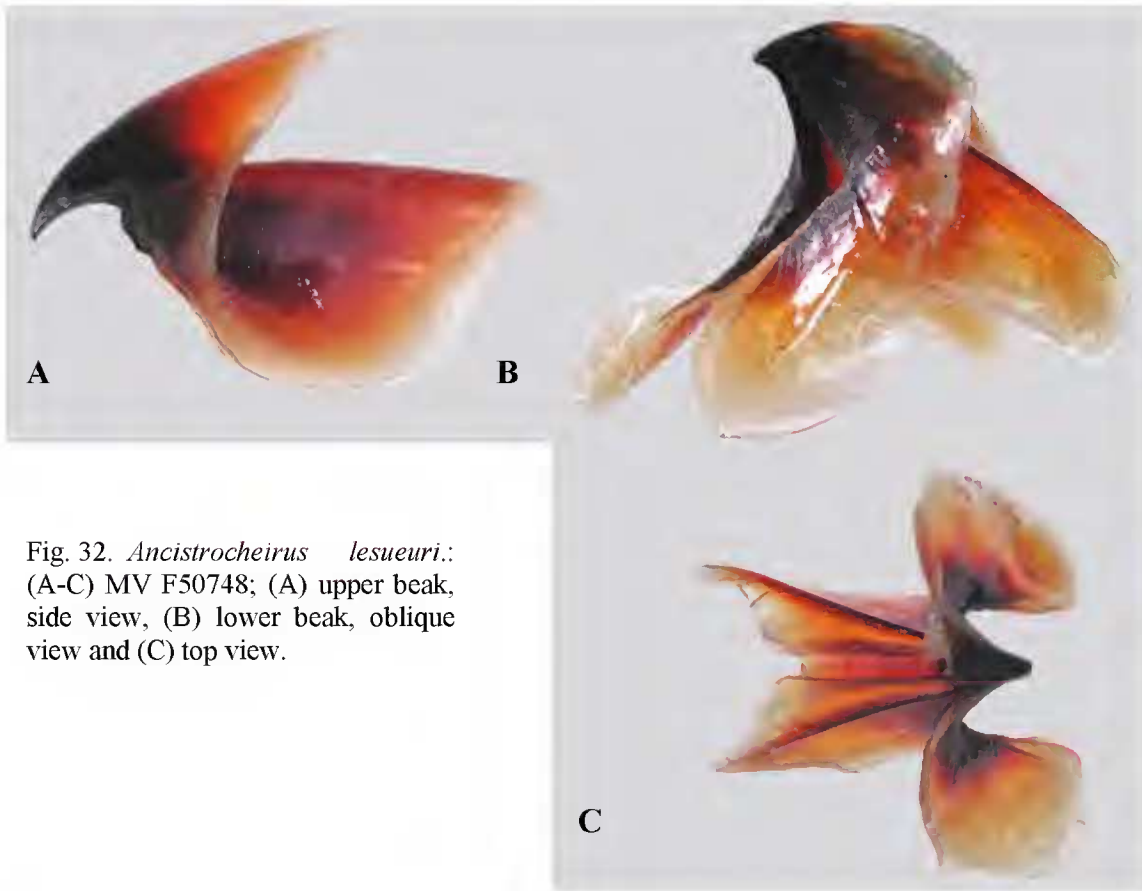 A
B
Fig. 32. Ancistrocheirus lesueuri.:
(A-C) MV F50748; (A) upper beak,
side view, (B) lower beak, oblique
view and (C) top view.
C